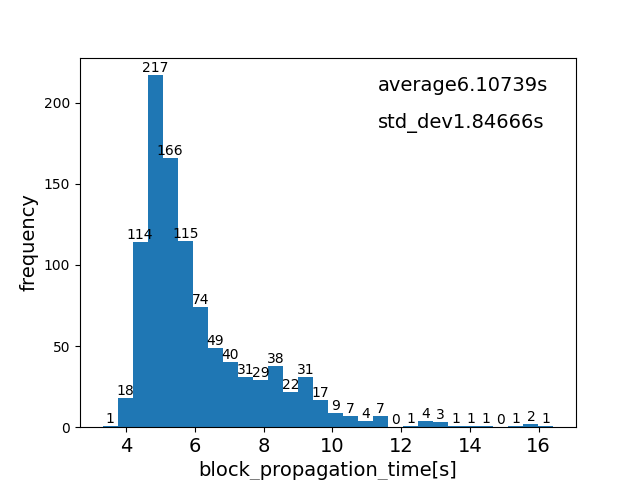 average6.10739s
std_dev1.84666s
frequency
200
150
100
50
0
1 18 114 217 166 115 74 49 40 31 29 38 22 31 17 9 7 4 7 0 1 4 3 1 1 1 0 1 2 1
4 6 8 10 12 14 16
block_propagation_time[s]